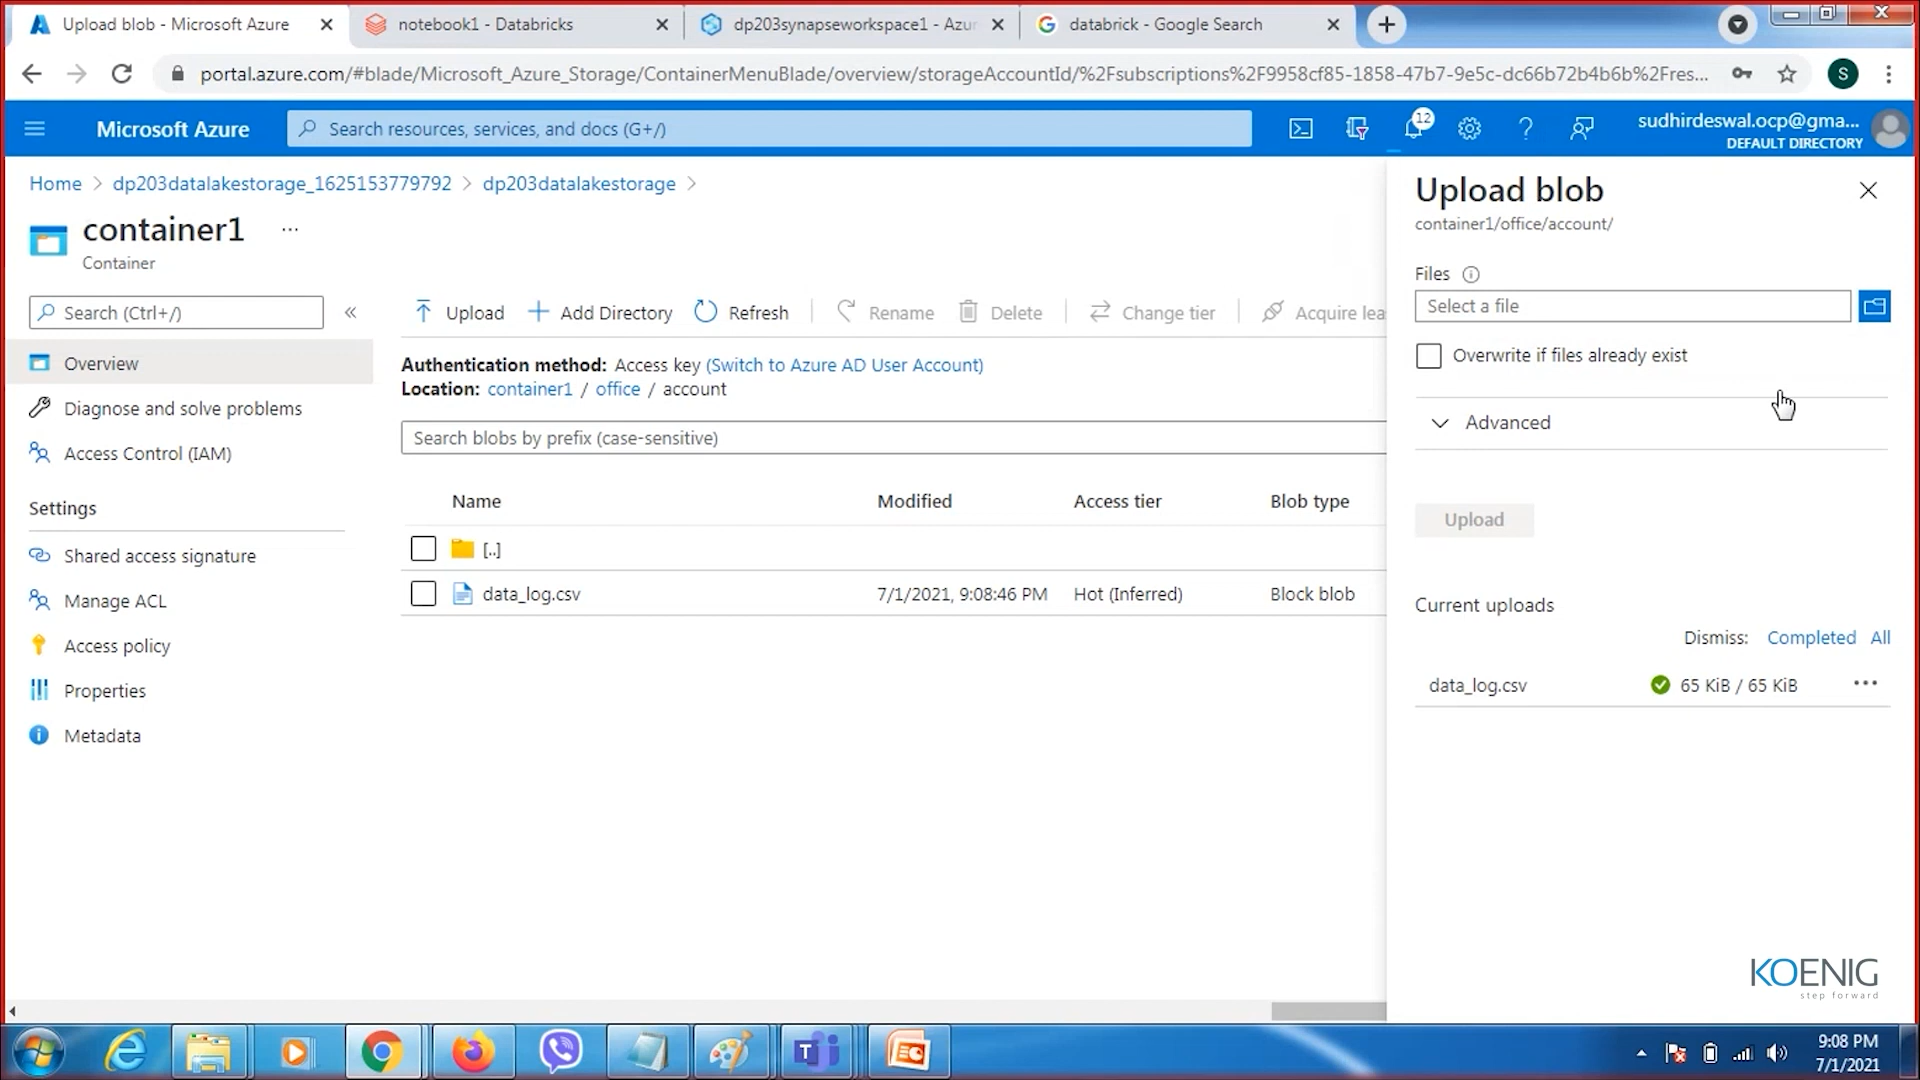 Upload blob - Microsoft Azure
notebook1 - Databricks
dp203synapseworkspace1 - Azur
databrick - Google Search
portal.azure.com/#blade/Microsoft_Azure_Storage/ContainerMenuBlade/overview/storageAccountId/%2Fsubscriptions%2F9958cf85-1858-47b7-9e5c-dc66b72b4b6b%2Fres...
S
Microsoft Azure
Search resources, services, and docs (G+/)
12
sudhirdeswal.ocp@gma...
DEFAULT DIRECTORY
Home > dp203datalakestorage_1625153779792 > dp203datalakestorage >
container1 ...
Container
Search (Ctrl+/)
«
Overview
Diagnose and solve problems
Access Control (IAM)
Settings
Shared access signature
Manage ACL
Access policy
Properties
Metadata
Upload
Add Directory
Refresh
Rename
Delete
Change tier
Acquire lea
Authentication method: Access key (Switch to Azure AD User Account)
Location: container1 / office / account
Search blobs by prefix (case-sensitive)
Name Modified Access tier Blob type
[..]
data_log.csv 7/1/2021, 9:08:46 PM Hot (Inferred) Block blob
Upload blob
container1/office/account/
Files
Select a file
Overwrite if files already exist
Advanced
Upload
Current uploads
Dismiss: Completed All
data_log.csv 65 KiB / 65 KiB ...
KOENIG
step forward
9:08 PM
7/1/2021